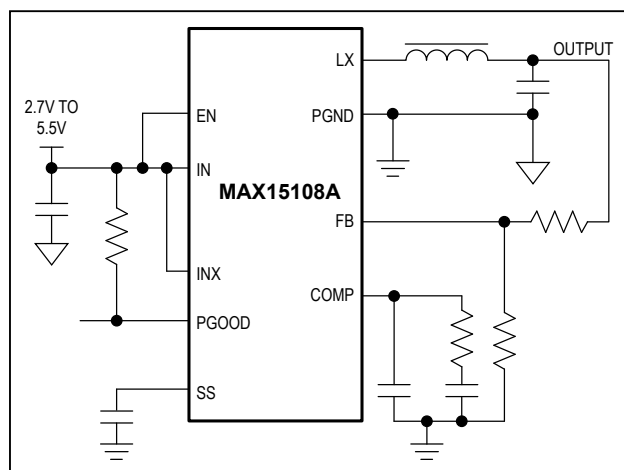 LX
OUTPUT
2.7V TO
5.5V
EN
PGND
IN
MAX15108A
FB
INX
COMP
PGOOD
SS